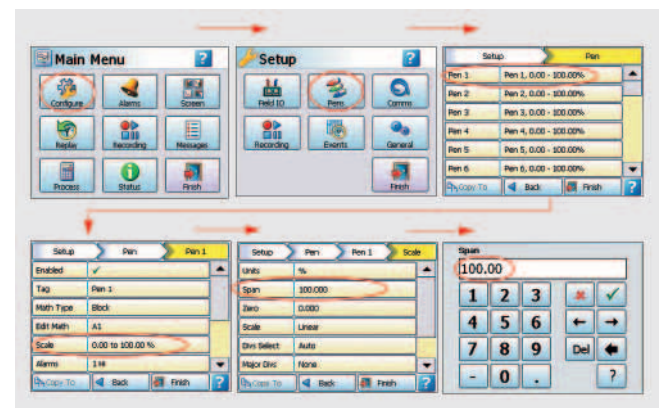 Main Menu ?
Configure Alarms Screen
Replay Recording Messages
Process Status Finish
Setup ?
Field IO Pens Comms
Recording Events General
Finish
Setup Pen
Pen 1 Pen 1, 0.00 - 100.00%
Pen 2 Pen 2, 0.00 - 100.00%
Pen 3 Pen 3, 0.00 - 100.00%
Pen 4 Pen 4, 0.00 - 100.00%
Pen 5 Pen 5, 0.00 - 100.00%
Pen 6 Pen 6, 0.00 - 100.00%
Copy To Back Finish ?
Setup Pen Pen 1
Enabled ✓
Tag Pen 1
Math Type Block
Edit Math A1
Scale 0.00 to 100.00 %
Alarms
Copy To Back Finish ?
Setup Pen Pen 1 Scale
Units %
Span 100.000
Zero 0.000
Scale Linear
Divs Select Auto
Major Divs None
Copy To Back Finish ?
Span
100.00
1 2 3
4 5 6
7 8 9 Del
- 0 . ?